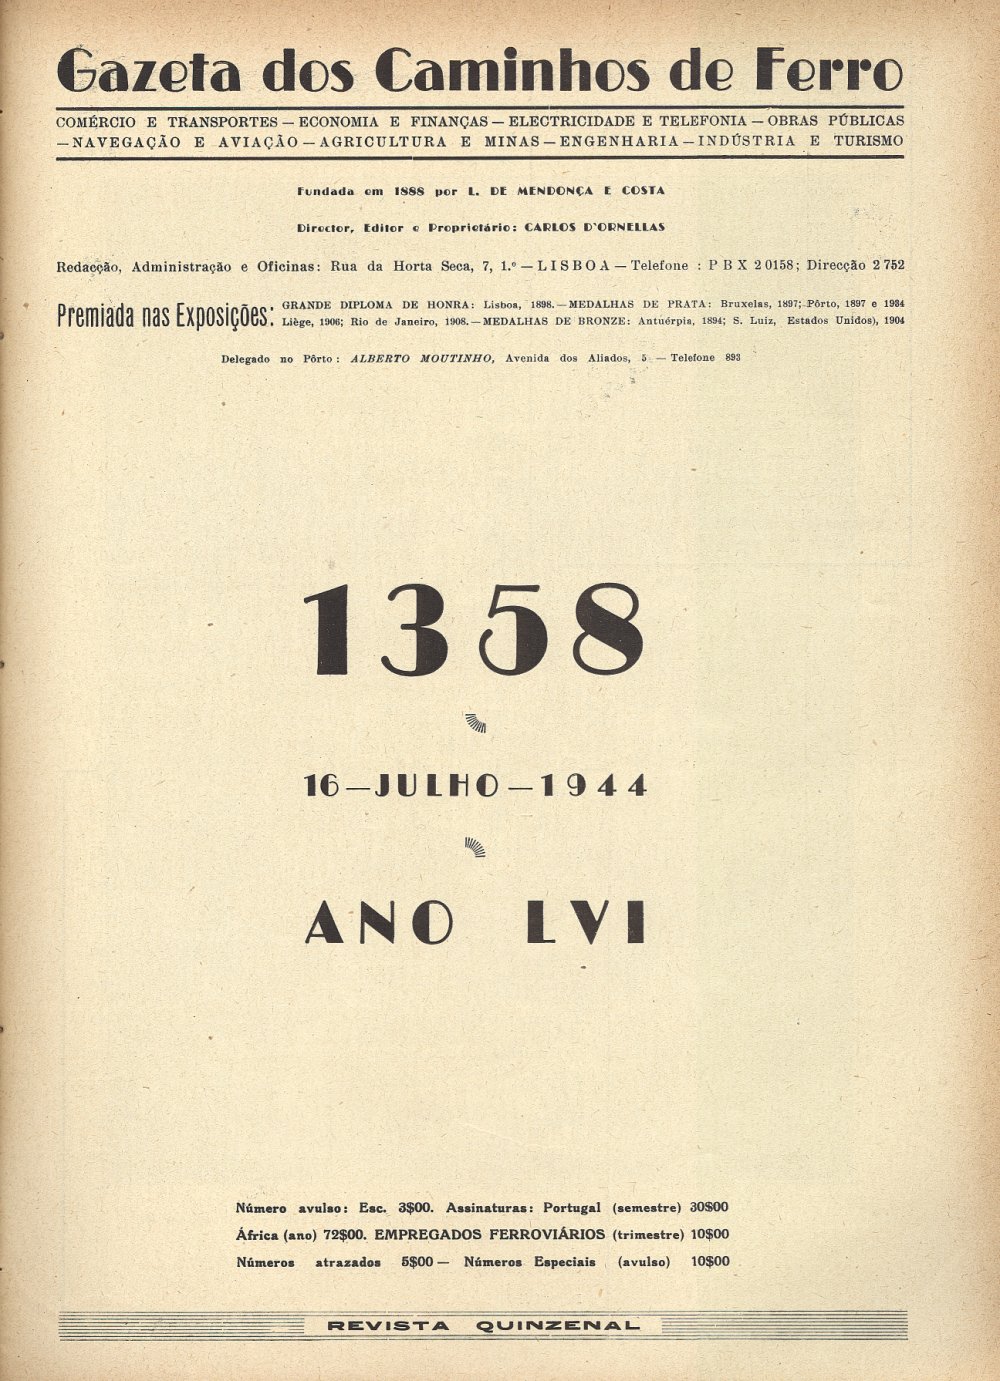 Gazeta dos Caminhos de Ferro
COMÉRCIO E TRANSPORTES — ECONOMIA E FINANÇAS — ELECTRICIDADE E TELEFONIA — OBRAS PÚBLICAS
— NAVEGAÇÃO E AVIAÇÃO — AGRICULTURA E MINAS — ENGENHARIA — INDÚSTRIA E TURISMO
Fundada em 1888 por L. DE MENDONÇA E COSTA
Director, Editor e Proprietário: CARLOS D'ORNELLAS
Redacção, Administração e Oficinas: Rua da Horta Seca, 7, 1.º — LISBOA — Telefone : PBX 20158; Direcção 2752
Premiada nas Exposições:
GRANDE DIPLOMA DE HONRA: Lisboa, 1898. — MEDALHAS DE PRATA: Bruxelas, 1897; Pôrto, 1897 e 1934
Liège, 1906; Rio de Janeiro, 1908. — MEDALHAS DE BRONZE: Antuérpia, 1894; S. Luiz, Estados Unidos), 1904
Delegado no Pôrto : ALBERTO MOUTINHO, Avenida dos Aliados, 5 — Telefone 893
1358
16 — JULHO — 1944
ANO LVI
Número avulso: Esc. 3$00. Assinaturas: Portugal (semestre) 30$00
África (ano) 72$00. EMPREGADOS FERROVIÁRIOS (trimestre) 10$00
Números atrazados 5$00 — Números Especiais (avulso) 10$00
REVISTA QUINZENAL